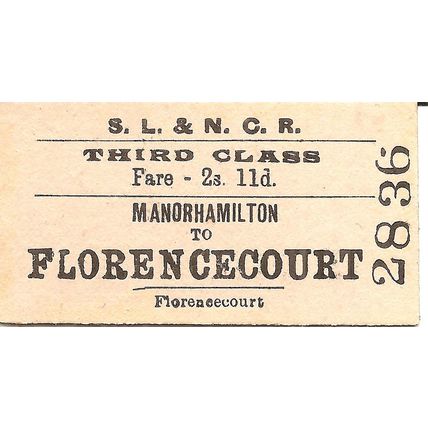 S. L. & N. C. R.
THIRD CLASS
Fare - 2s. 11d.
MANORHAMILTON
TO
FLORENCECOURT
Florencecourt
2836